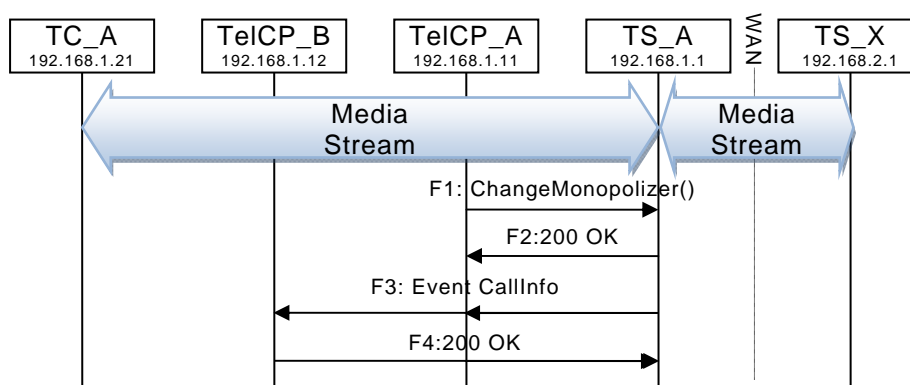 TC_A
192.168.1.21
TelCP_B
192.168.1.12
TelCP_A
192.168.1.11
TS_A
192.168.1.1
WAN
TS_X
192.168.2.1
Media
Stream
Media
Stream
F1: ChangeMonopolizer()
F2:200 OK
F3: Event CallInfo
F4:200 OK